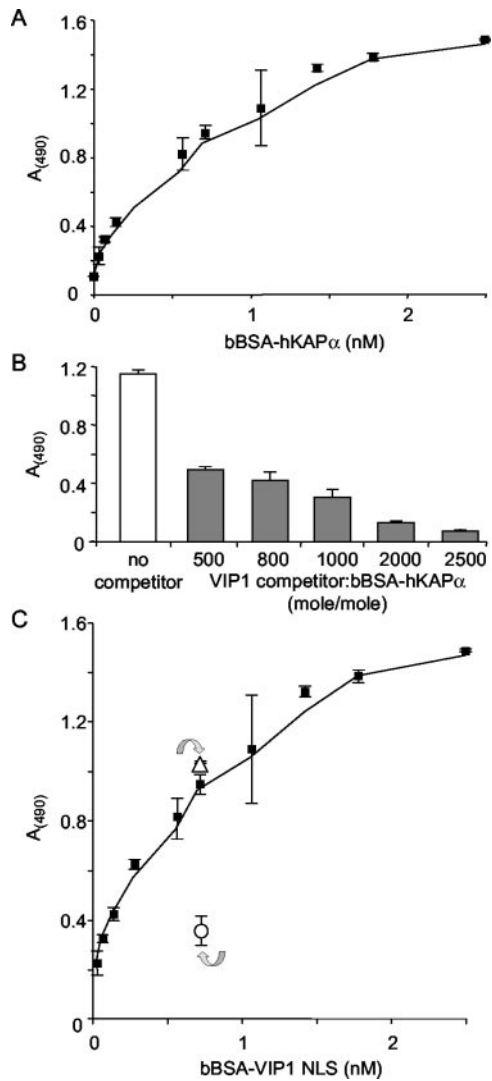 A
1.6
1.2
0.8
0.4
0
A(490)
0 1 2
bBSA-hKAPα (nM)
B
1.2
0.8
0.4
0
A(490)
no competitor
500 800 1000 2000 2500
VIP1 competitor:bBSA-hKAPα
(mole/mole)
C
1.6
1.2
0.8
0.4
0
A(490)
0 1 2
bBSA-VIP1 NLS (nM)